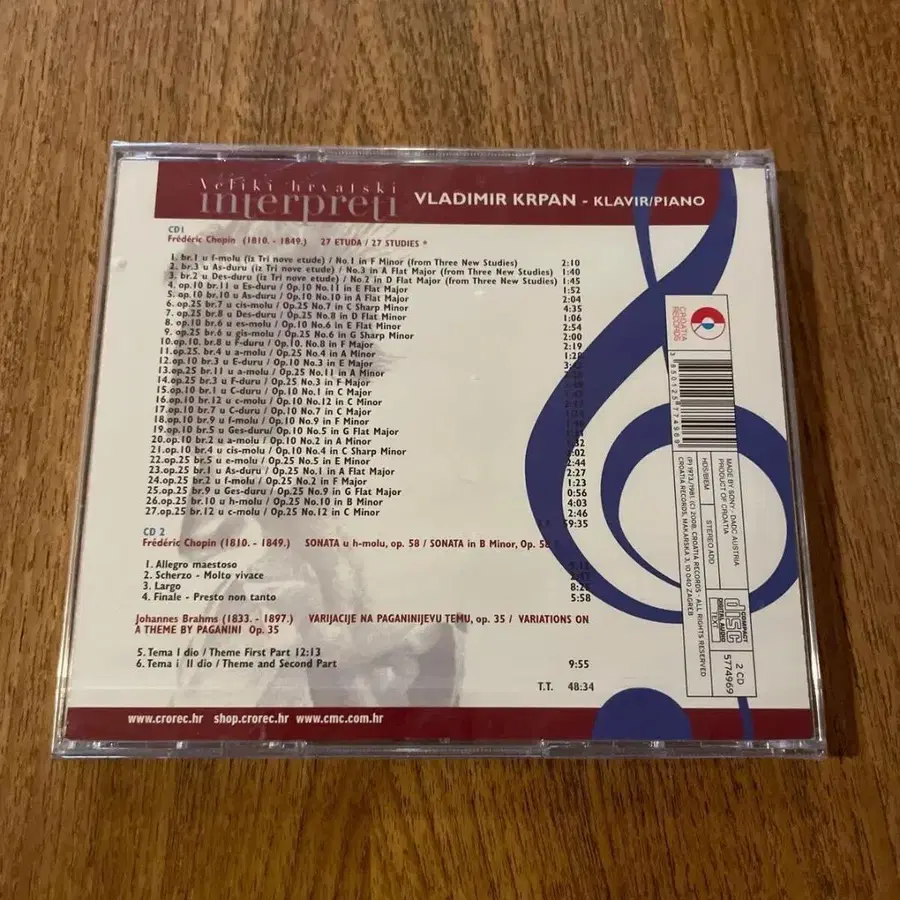 Veliki hrvatski
interpreti
VLADIMIR KRPAN - KLAVIR/PIANO
CD1
Frédéric Chopin (1810. - 1849.) 27 ETUDA / 27 STUDIES *
1. br.1 u f-molu (iz Tri nove etude) / No.1 in F Minor (from Three New Studies) 2:10
2. br.3 u As-duru (iz Tri nove etude) / No.3 in A Flat Major (from Three New Studies) 1:40
3. br.2 u Des-duru (iz Tri nove etude) / No.2 in D Flat Major (from Three New Studies) 1:45
4. op.10 br.11 u Es-duru / Op.10 No.11 in E Flat Major 1:52
5. op.10 br.10 u As-duru / Op.10 No.10 in A Flat Major 2:04
6. op.25 br.7 u cis-molu / Op.25 No.7 in C Sharp Minor 4:35
7. op.25 br.8 u Des-duru / Op.25 No.8 in D Flat Minor 1:06
8. op.10 br.6 u es-molu / Op.10 No.6 in E Flat Minor 2:54
9. op.25 br.6 u gis-molu / Op.25 No.6 in G Sharp Minor 2:00
10.op.10 br.8 u F-duru / Op.10 No.8 in F Major 2:19
11.op.25. br.4 u a-molu / Op.25 No.4 in A Minor 1:28
12.op.10 br.3 u E-duru / Op.10 No.3 in E Major
13.op.25 br.11 u a-molu / Op.25 No.11 in A Minor
14.op.25 br.3 u F-duru / Op.25 No.3 in F Major
15.op.10 br.1 u C-duru / Op.10 No.1 in C Major
16.op.10 br.12 u c-molu / Op.10 No.12 in C Minor
17.op.10 br.7 u C-duru / Op.10 No.7 in C Major
18.op.10 br.9 u f-molu / Op.10 No.9 in F Minor
19.op.10 br.5 u Ges-duru/ Op.10 No.5 in G Flat Major
20.op.10 br.2 u a-molu / Op.10 No.2 in A Minor
21.op.10 br.4 u cis-molu / Op.10 No.4 in C Sharp Minor
22.op.25 br.5 u e-molu / Op.25 No.5 in E Minor 2:44
23.op.25 br.1 u As-duru / Op.25 No.1 in A Flat Major 2:27
24.op.25 br.2 u f-molu / Op.25 No.2 in F Minor 1:23
25.op.25 br.9 u Ges-duru / Op.25 No.9 in G Flat Major 0:56
26.op.25 br.10 u h-molu / Op.25 No.10 in B Minor 4:03
27.op.25 br.12 u c-molu / Op.25 No.12 in C Minor 2:46
59:35
CD 2
Frédéric Chopin (1810. - 1849.) SONATA u h-molu, op. 58 / SONATA in B Minor, Op. 58
1. Allegro maestoso
2. Scherzo - Molto vivace
3. Largo
4. Finale - Presto non tanto 5:58
Johannes Brahms (1833. - 1897.) VARIJACIJE NA PAGANINIJEVU TEMU, op. 35 / VARIATIONS ON
A THEME BY PAGANINI Op. 35
5. Tema I dio / Theme First Part 12:13
6. Tema i II dio / Theme and Second Part 9:55
T.T. 48:34
www.crorec.hr shop.crorec.hr www.cmc.com.hr
CROATIA
RECORDS
3850125774969
MADE BY SONY - DADC AUSTRIA
PRODUCT OF CROATIA
HDS/BIEM STEREO ADD
(P) 1973/1981, (C) 2008, CROATIA RECORDS - ALL RIGHTS RESERVED
CROATIA RECORDS, MAKARSKA 3, 10 040 ZAGREB
COMPACT
disc
DIGITAL AUDIO
TEXT
2 CD
5774969